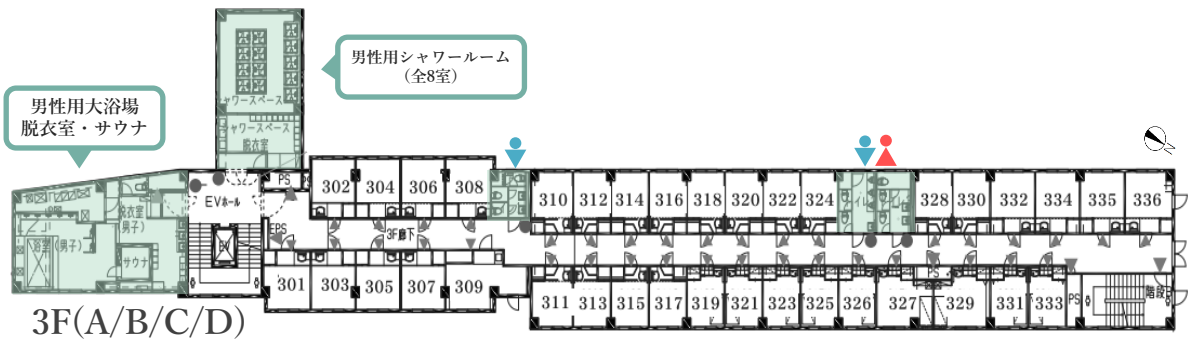 男性用シャワールーム
（全8室）
男性用大浴場
脱衣室・サウナ
シャワースペース
シャワースペース
脱衣室
PS
EVホール
EPS
脱衣室
（男子）
浴室（男子）
サウナ
302 304 306 308
3F廊下
301 303 305 307 309
310 312 314 316 318 320 322 324
328 330 332 334 335 336
311 313 315 317 319 321 323 325 326 327 329 331 333
PS
PS
階段
3F(A/B/C/D)